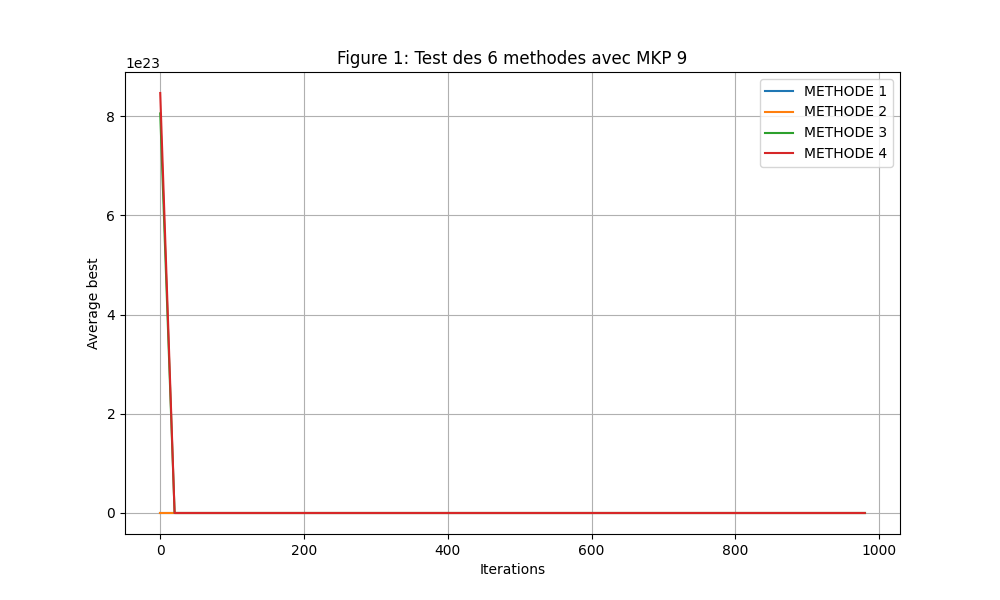 Figure 1: Test des 6 methodes avec MKP 9
1e23
METHODE 1
METHODE 2
METHODE 3
METHODE 4
8
6
4
2
0
Average best
0 200 400 600 800 1000
Iterations